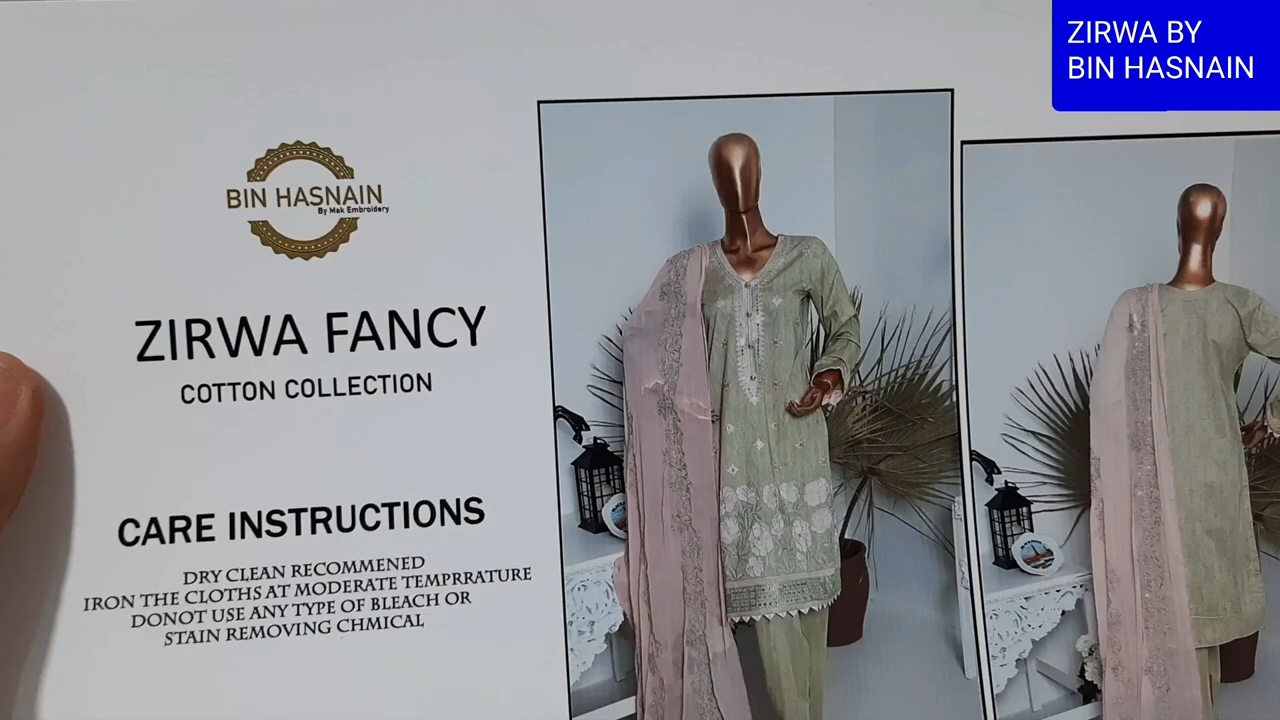 ZIRWA BY
BIN HASNAIN
BIN HASNAIN
By Mak Embroidery
ZIRWA FANCY
COTTON COLLECTION
CARE INSTRUCTIONS
DRY CLEAN RECOMMENED
IRON THE CLOTHS AT MODERATE TEMPRRATURE
DONOT USE ANY TYPE OF BLEACH OR
STAIN REMOVING CHMICAL